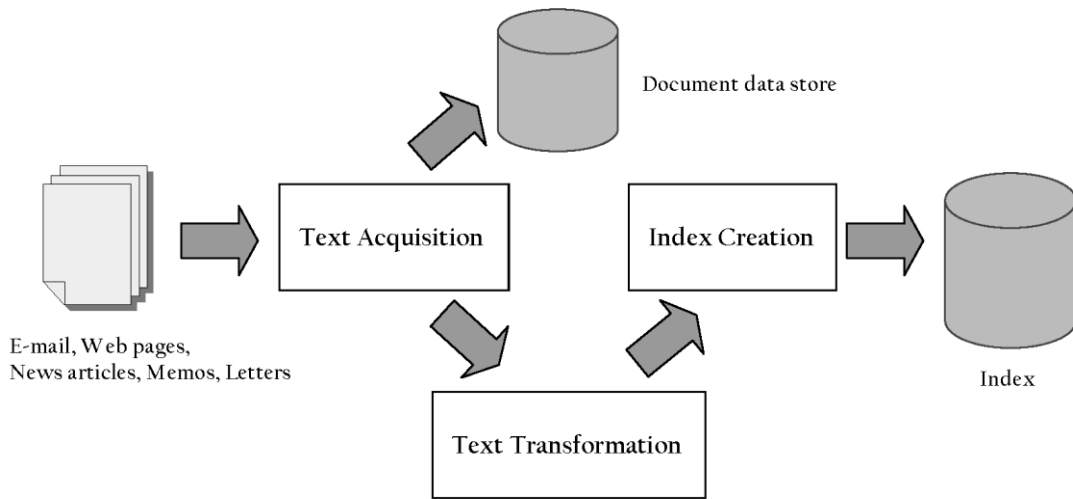 Document data store
Text Acquisition
Index Creation
E-mail, Web pages,
News articles, Memos, Letters
Index
Text Transformation